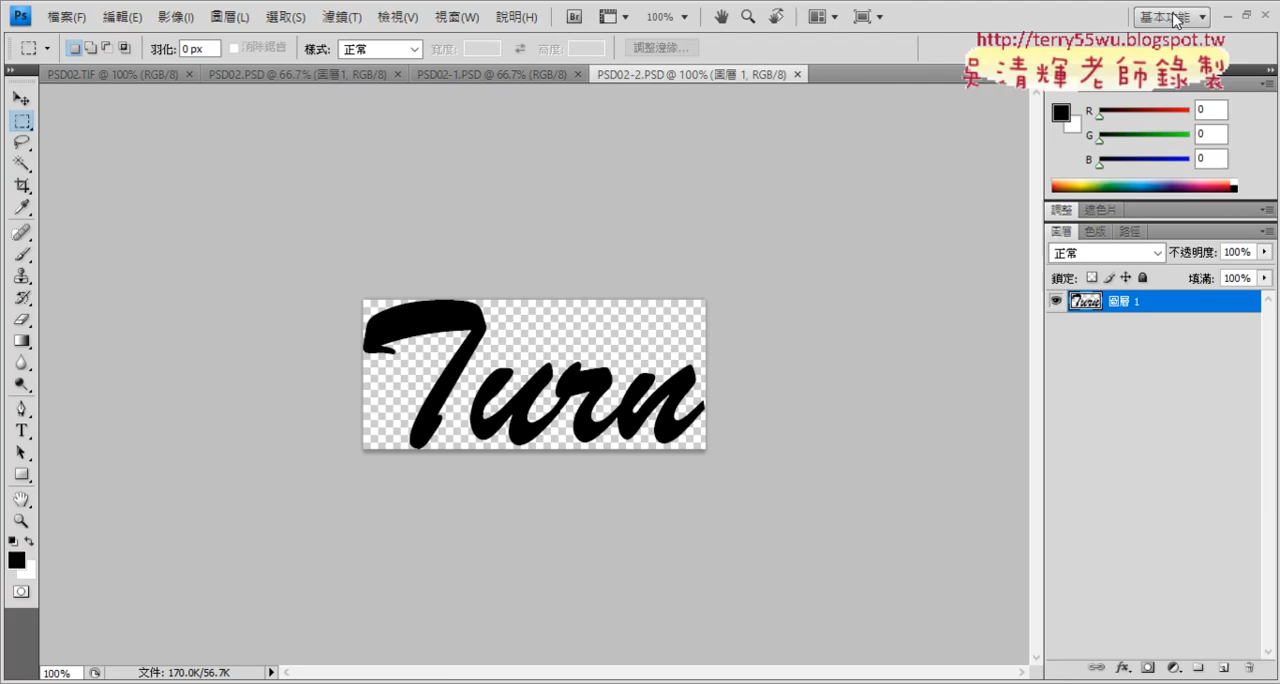 Ps 檔案(F) 編輯(E) 影像(I) 圖層(L) 選取(S) 濾鏡(T) 檢視(V) 視窗(W) 說明(H) Br 100% 基本功能
羽化: 0 px 消除鋸齒 樣式: 正常 寬度: 高度: 調整邊緣...
http://terry55wu.blogspot.tw
吳清輝老師錄製
PSD02.TIF @ 100% (RGB/8) × PSD02.PSD @ 66.7% (圖層 1, RGB/8) × PSD02-1.PSD @ 66.7% (RGB/8) × PSD02-2.PSD @ 100% (圖層 1, RGB/8) ×
R 0
G 0
B 0
調整 遮色片
圖層 色版 路徑
正常 不透明度: 100%
鎖定: 填滿: 100%
Turn 圖層 1
Turn
T
fx
100% 文件: 170.0K/56.7K